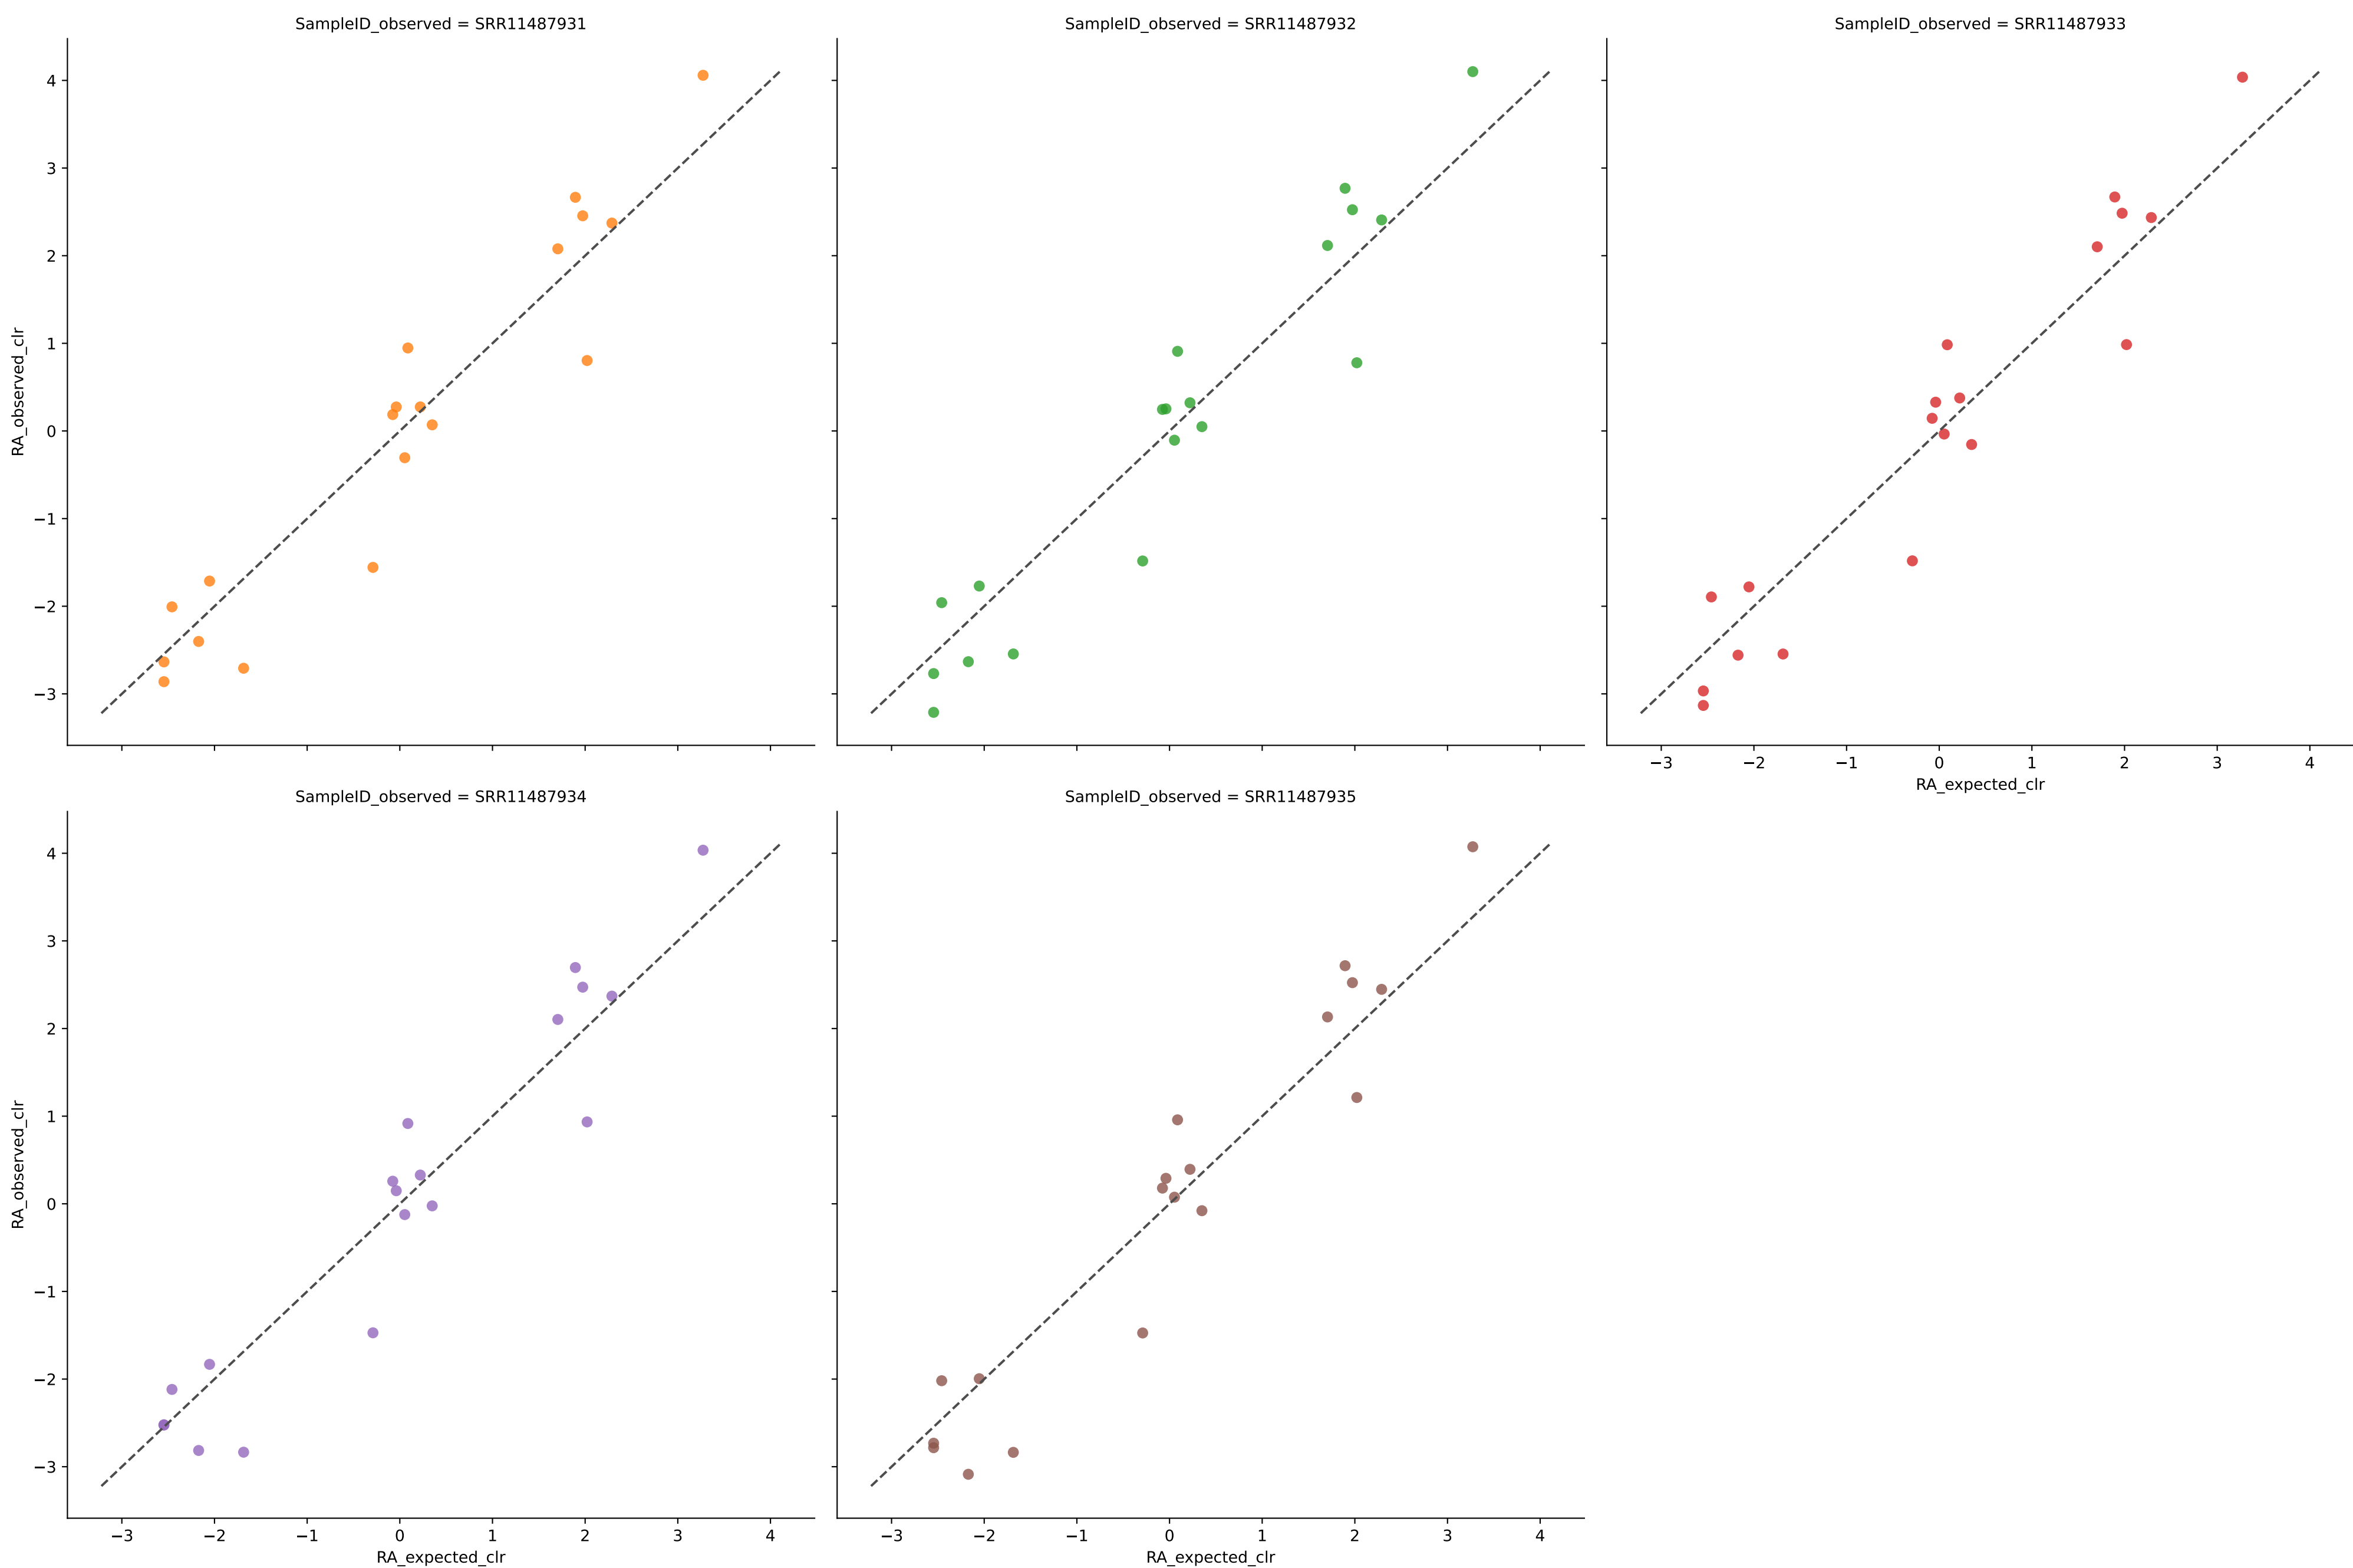 SampleID_observed = SRR11487931
SampleID_observed = SRR11487932
SampleID_observed = SRR11487933
4
3
2
1
0
−1
−2
−3
RA_observed_clr
−3 −2 −1 0 1 2 3 4
RA_expected_clr
SampleID_observed = SRR11487934
SampleID_observed = SRR11487935
4
3
2
1
0
−1
−2
−3
RA_observed_clr
−3 −2 −1 0 1 2 3 4
RA_expected_clr
−3 −2 −1 0 1 2 3 4
RA_expected_clr